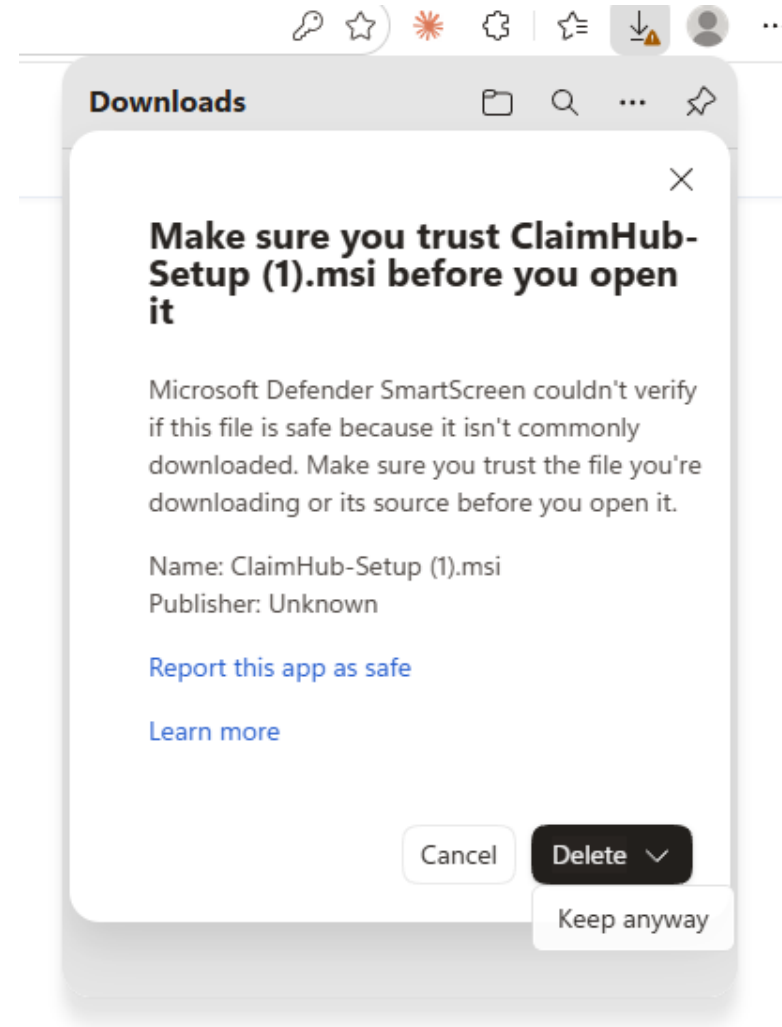 Downloads
Make sure you trust ClaimHub-
Setup (1).msi before you open
it
Microsoft Defender SmartScreen couldn't verify
if this file is safe because it isn't commonly
downloaded. Make sure you trust the file you're
downloading or its source before you open it.
Name: ClaimHub-Setup (1).msi
Publisher: Unknown
Report this app as safe
Learn more
Cancel
Delete
Keep anyway